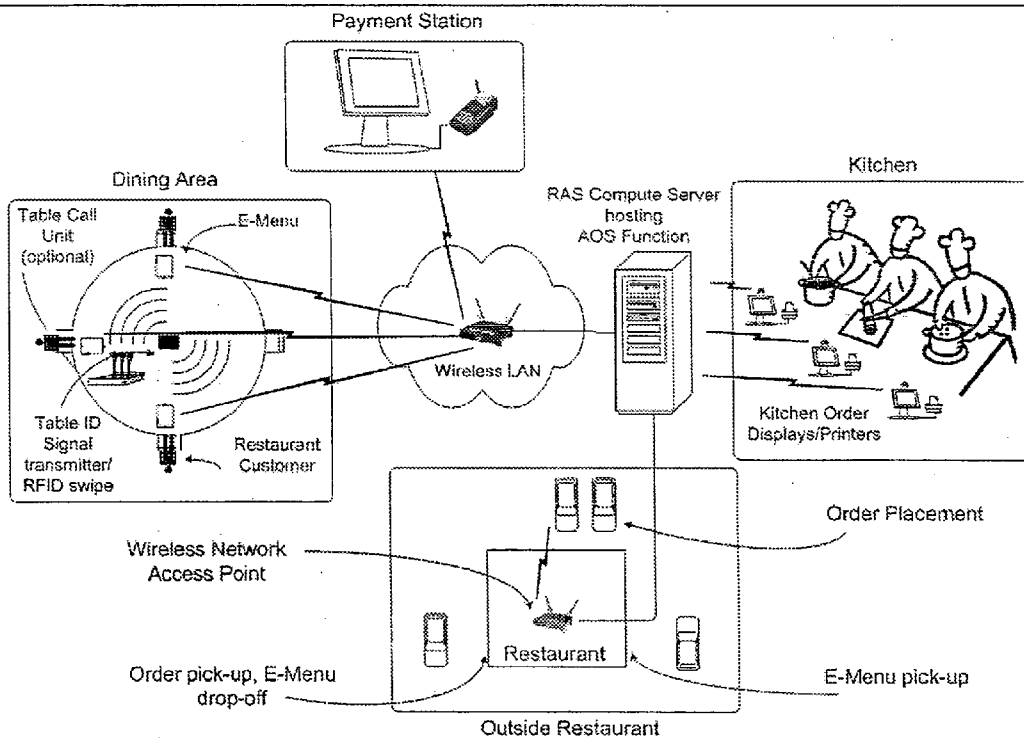 Payment Station
Dining Area
Table Call
Unit
(optional)
E-Menu
RAS Compute Server
hosting
AOS Function
Kitchen
Wireless LAN
Table ID
Signal
transmitter/
RFID swipe
Restaurant
Customer
Kitchen Order
Displays/Printers
Wireless Network
Access Point
Order Placement
Restaurant
Order pick-up, E-Menu
drop-off
E-Menu pick-up
Outside Restaurant